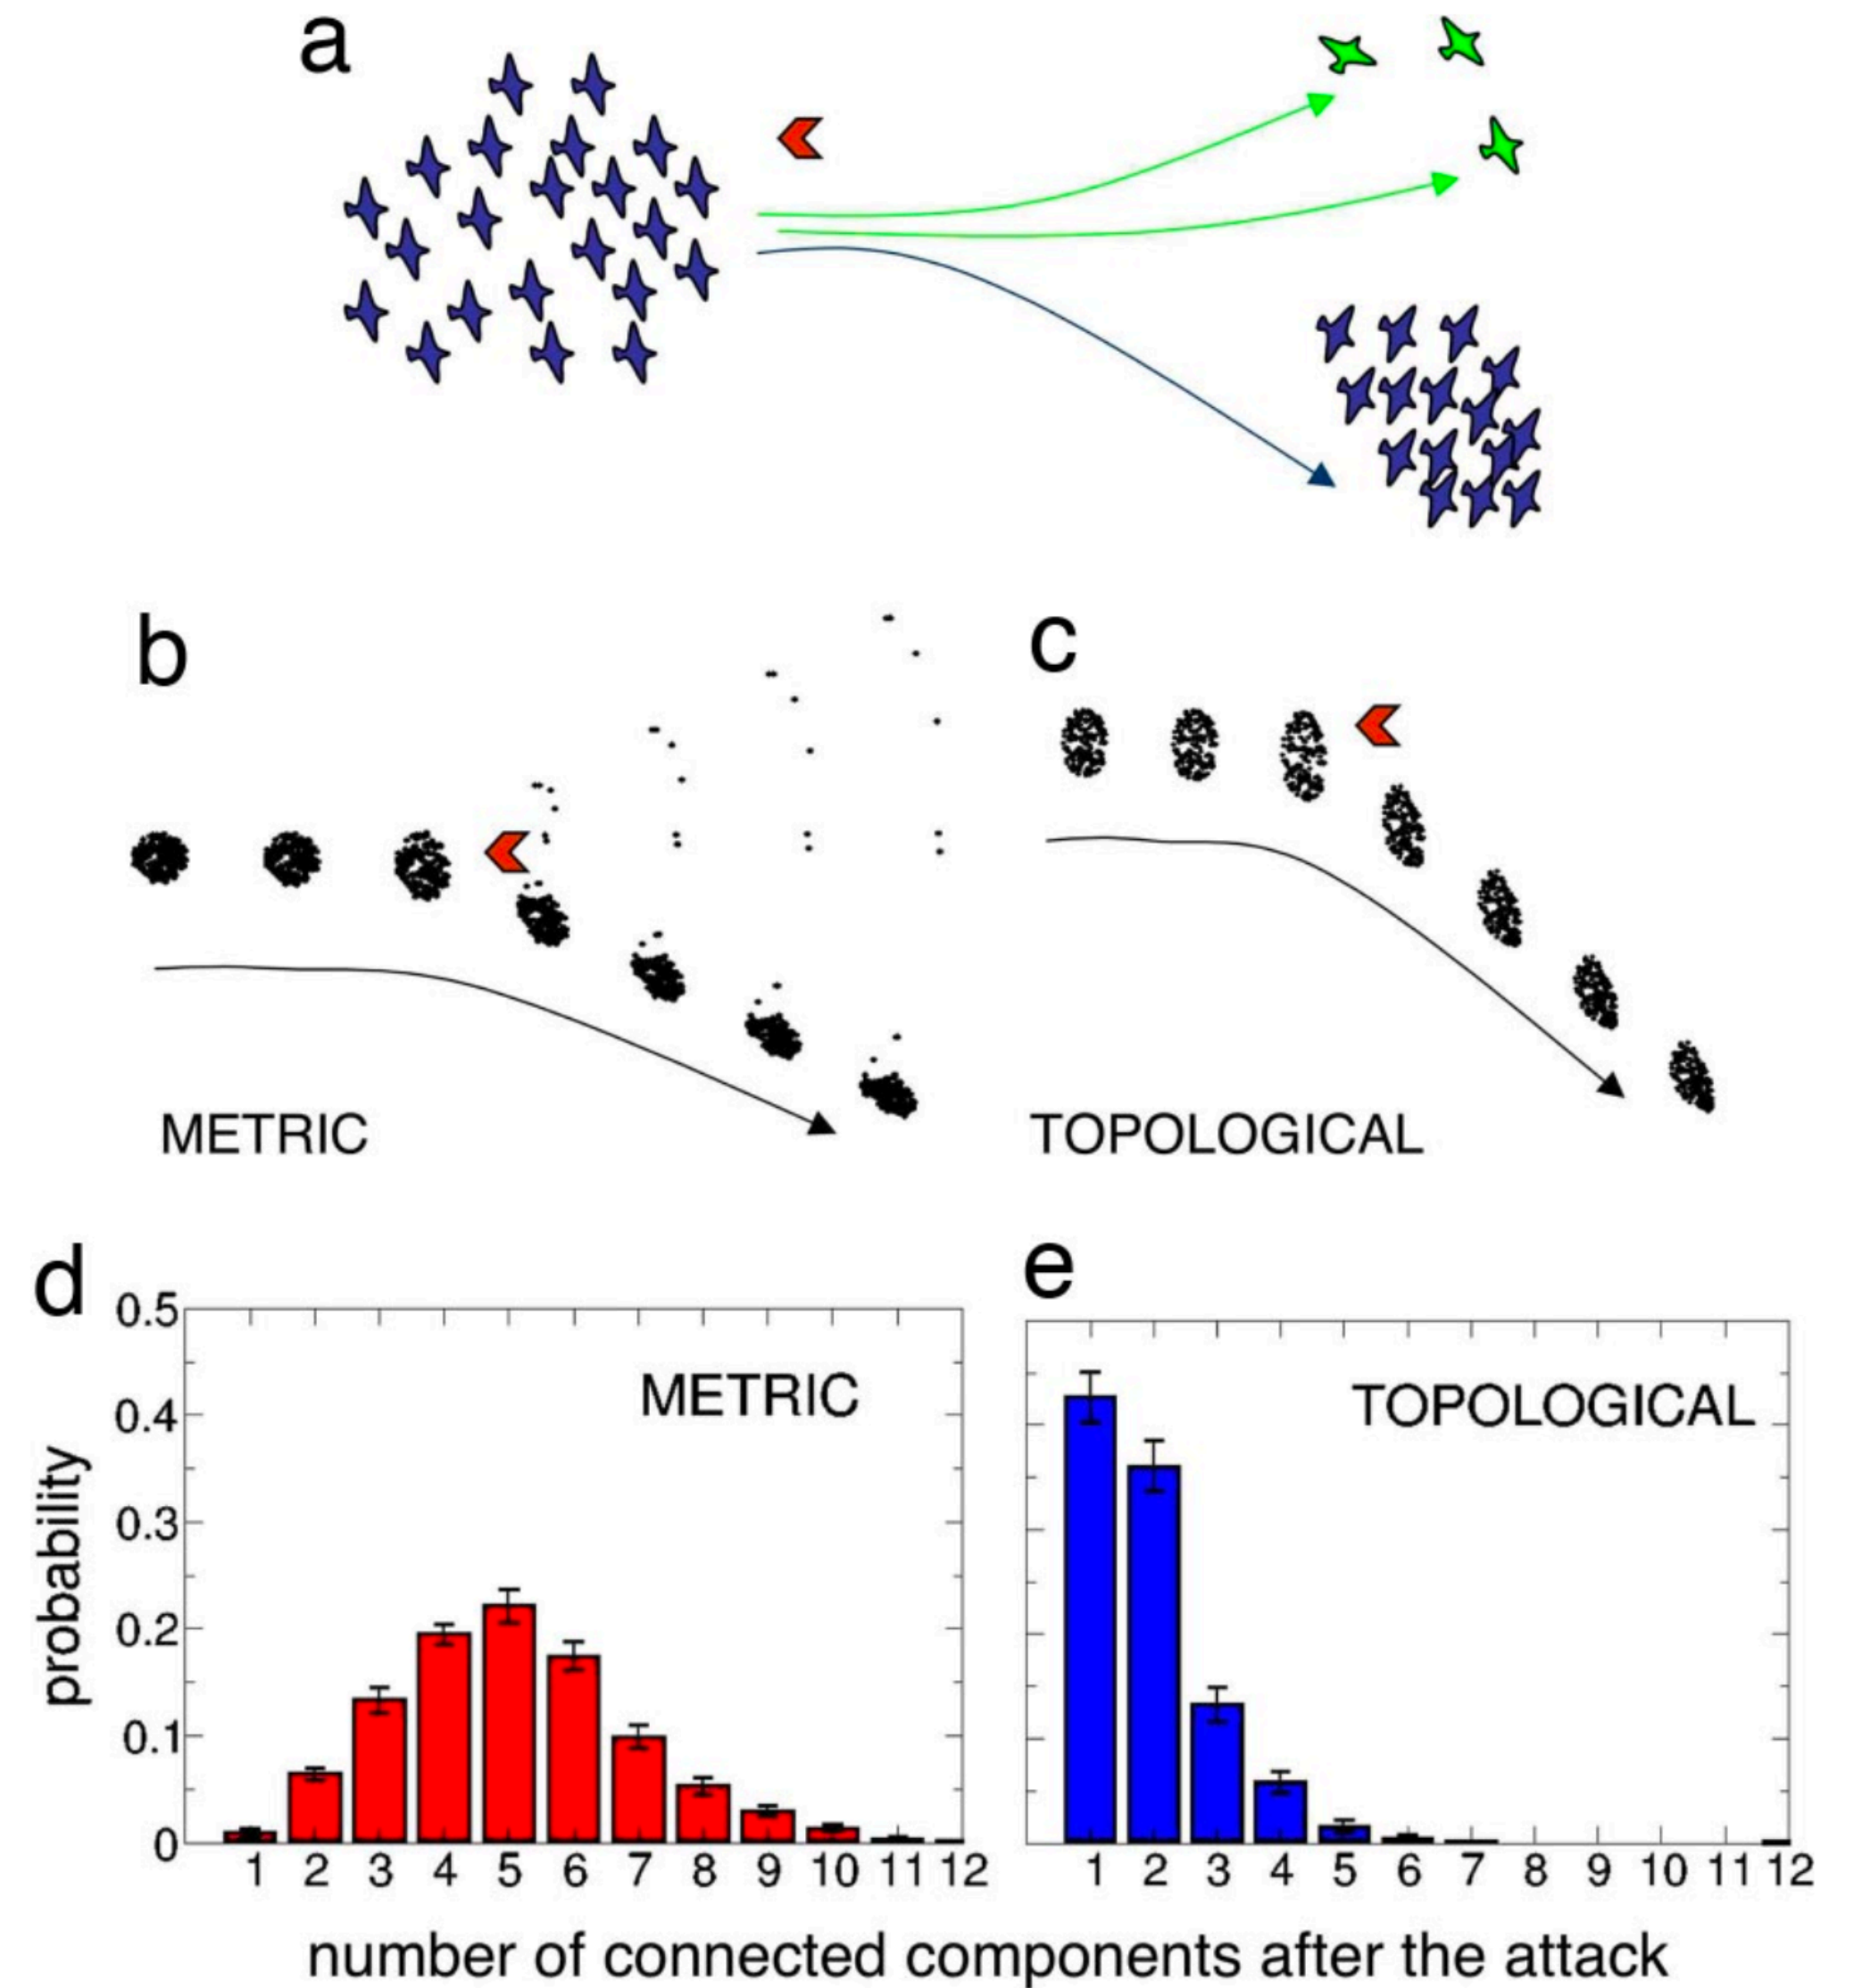 a
b
c
METRIC
TOPOLOGICAL
d
e
0.5
METRIC
TOPOLOGICAL
0.4
0.3
0.2
0.1
0
probability
1 2 3 4 5 6 7 8 9 10 11 12
1 2 3 4 5 6 7 8 9 10 11 12
number of connected components after the attack